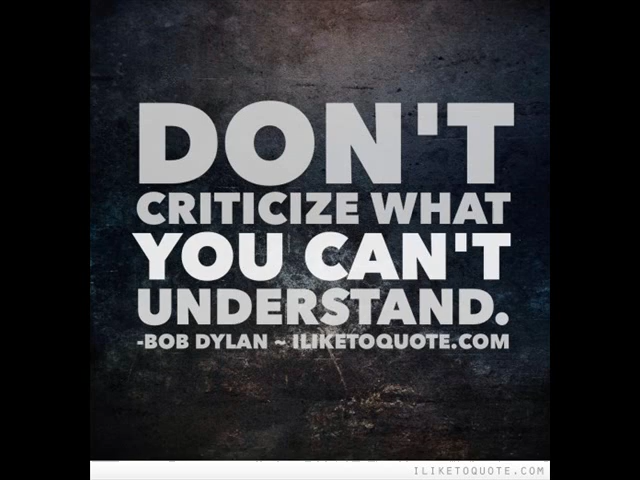 DON'T
CRITICIZE WHAT
YOU CAN'T
UNDERSTAND.
-BOB DYLAN ~ ILIKETOQUOTE.COM
ILIKETOQUOTE.COM